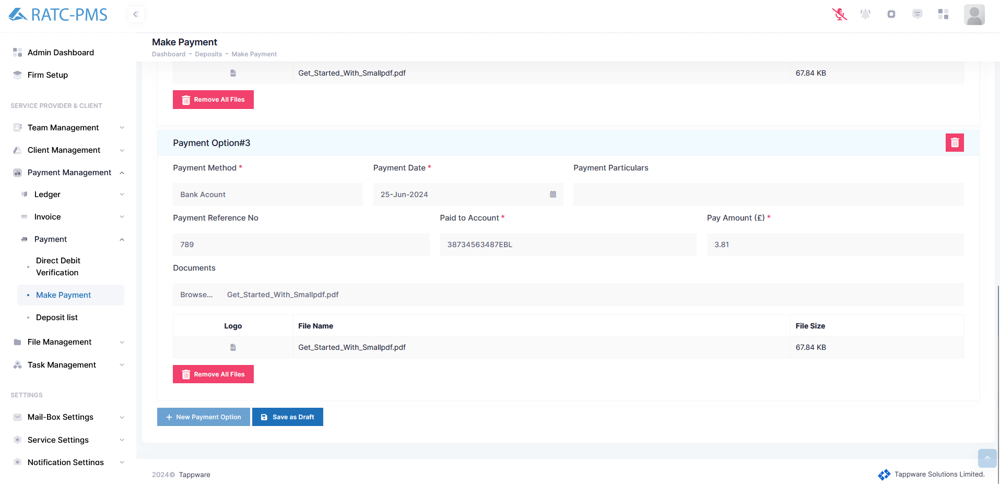 RATC-PMS
Admin Dashboard
Firm Setup
SERVICE PROVIDER & CLIENT
Team Management
Client Management
Payment Management
Ledger
Invoice
Payment
Direct Debit
Verification
Make Payment
Deposit list
File Management
Task Management
SETTINGS
Mail-Box Settings
Service Settings
Notification Settings
Make Payment
Dashboard - Deposits - Make Payment
Get_Started_With_Smallpdf.pdf 67.84 KB
Remove All Files
Payment Option#3
Payment Method * Payment Date * Payment Particulars
Bank Acount 25-Jun-2024
Payment Reference No Paid to Account * Pay Amount (£) *
789 38734563487EBL 3.81
Documents
Browse... Get_Started_With_Smallpdf.pdf
Logo File Name File Size
Get_Started_With_Smallpdf.pdf 67.84 KB
Remove All Files
+ New Payment Option Save as Draft
2024© Tappware Tappware Solutions Limited.